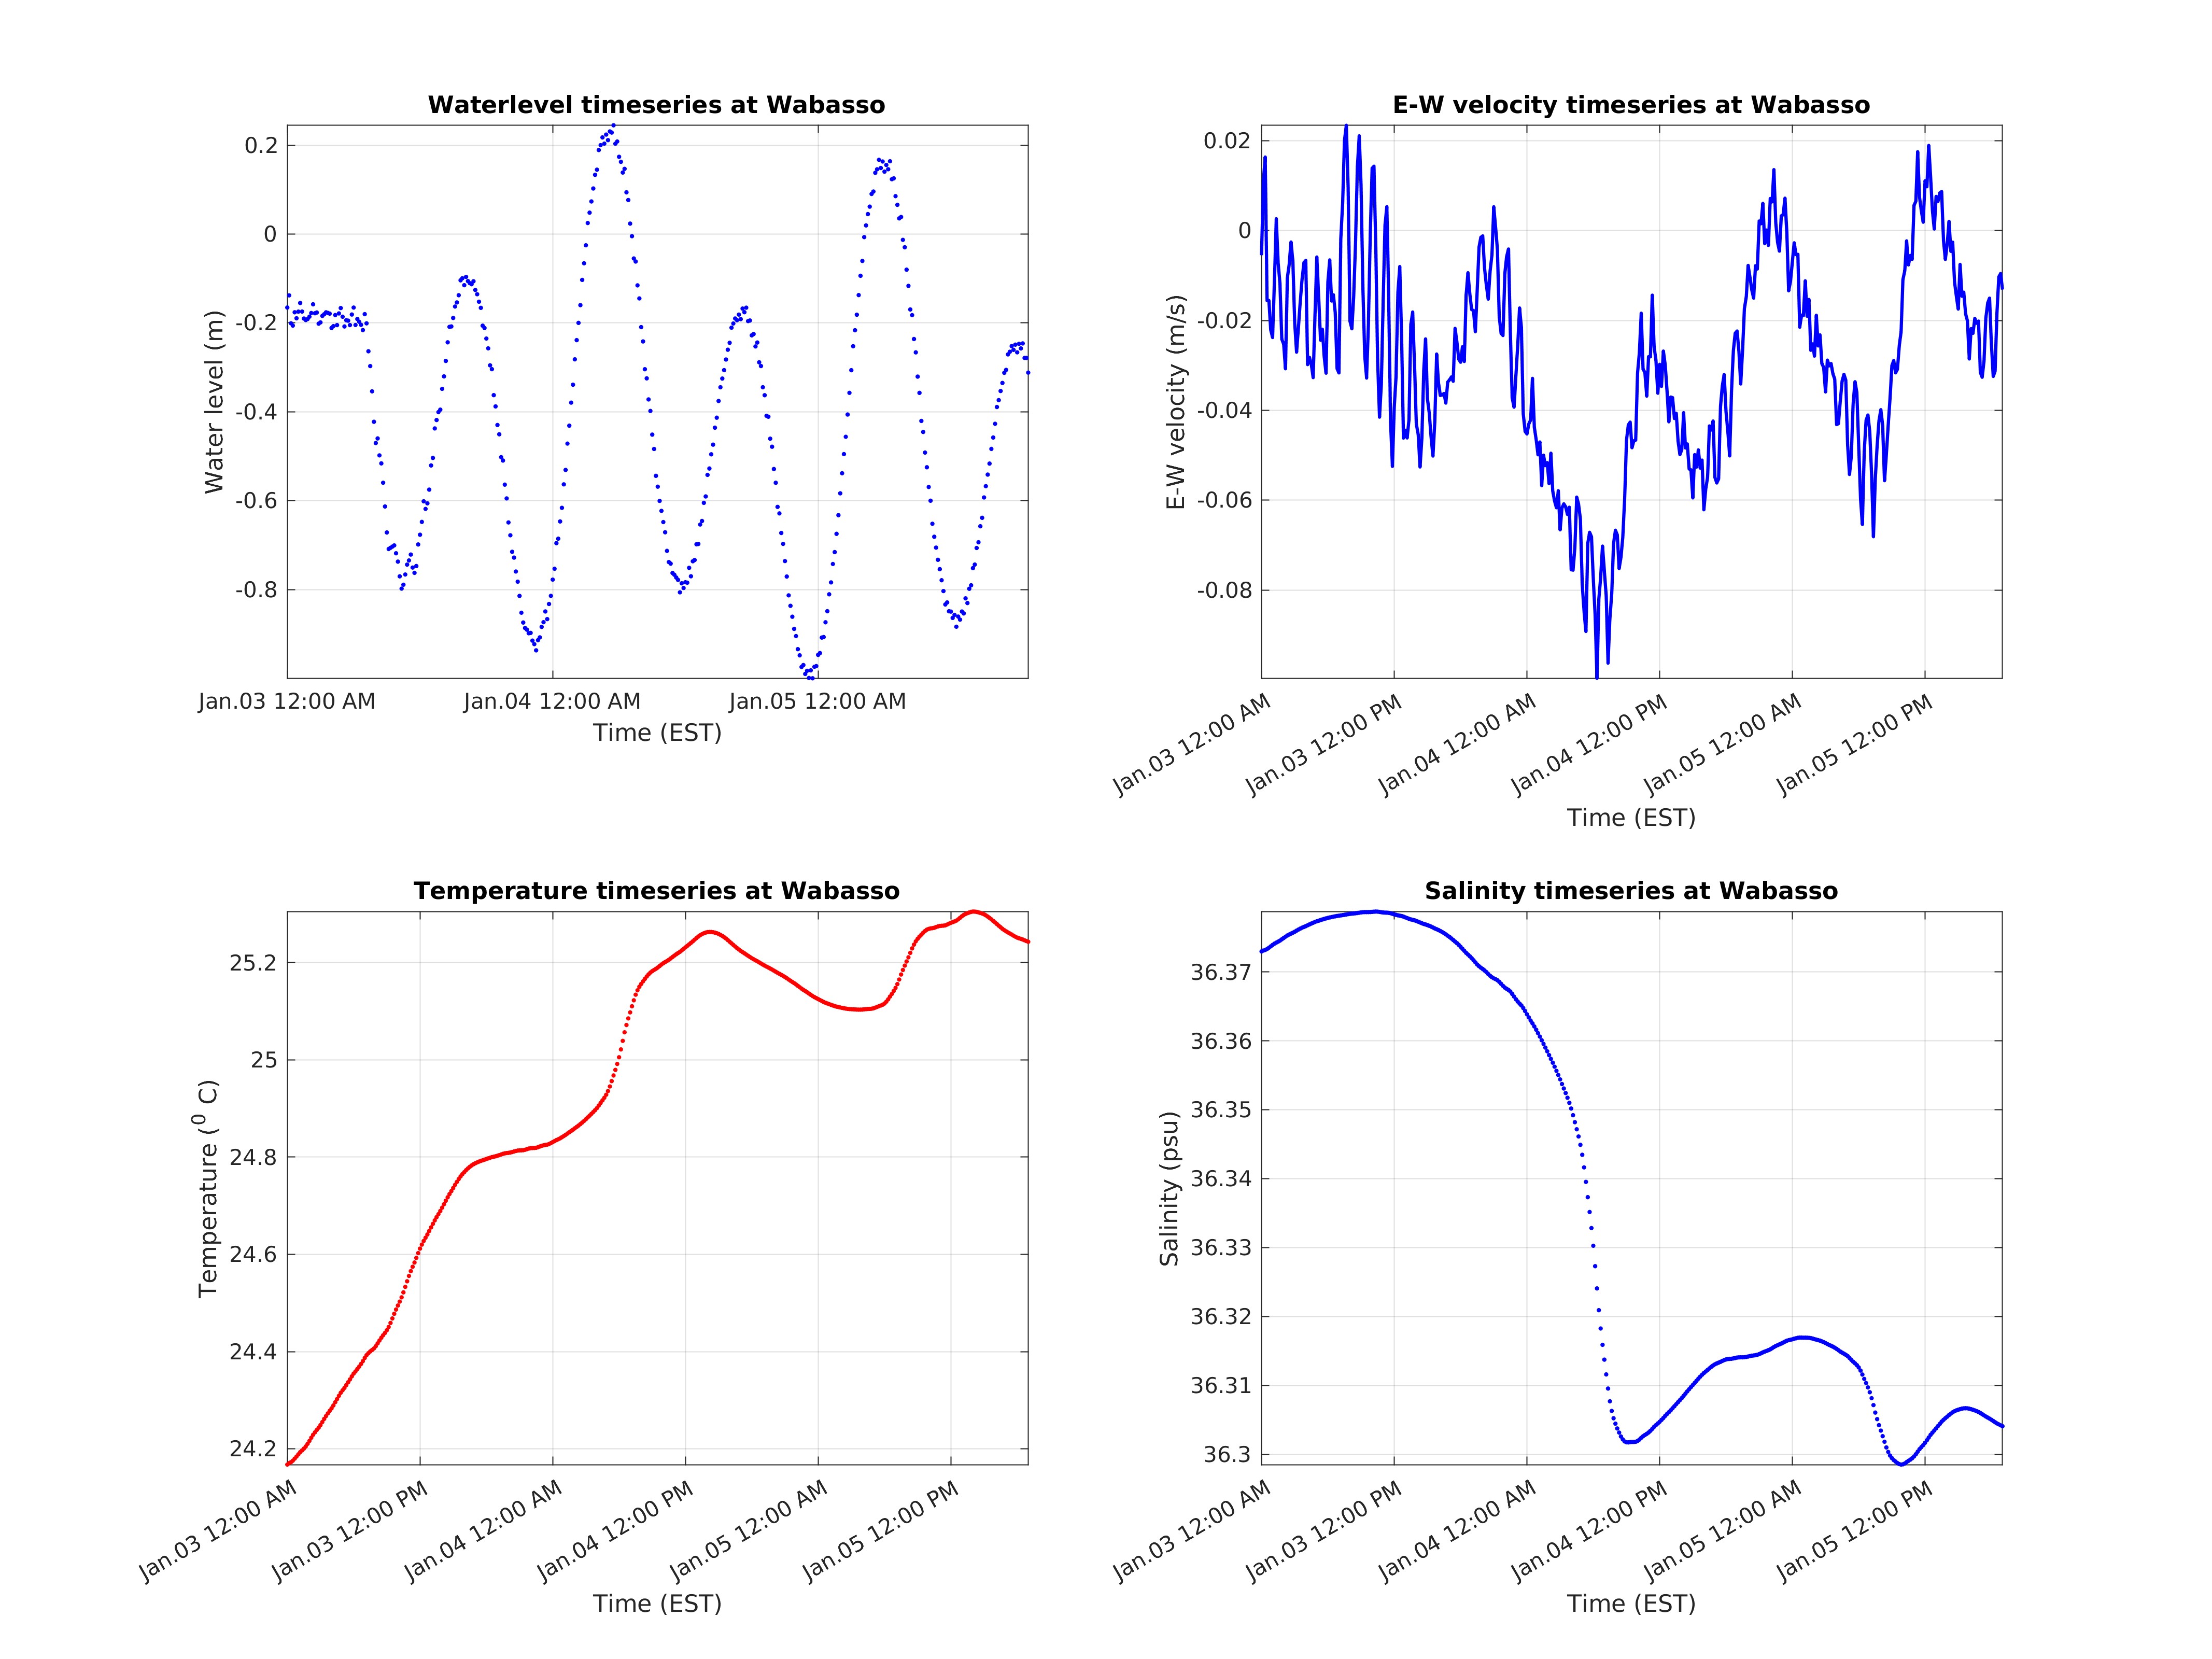 Waterlevel timeseries at Wabasso
0.2
0
-0.2
-0.4
-0.6
-0.8
Water level (m)
Jan.03 12:00 AM Jan.04 12:00 AM Jan.05 12:00 AM
Time (EST)
E-W velocity timeseries at Wabasso
0.02
0
-0.02
-0.04
-0.06
-0.08
E-W velocity (m/s)
Jan.03 12:00 AM Jan.03 12:00 PM Jan.04 12:00 AM Jan.04 12:00 PM Jan.05 12:00 AM Jan.05 12:00 PM
Time (EST)
Temperature timeseries at Wabasso
25.2
25
24.8
24.6
24.4
24.2
Temperature (⁰ C)
Jan.03 12:00 AM Jan.03 12:00 PM Jan.04 12:00 AM Jan.04 12:00 PM Jan.05 12:00 AM Jan.05 12:00 PM
Time (EST)
Salinity timeseries at Wabasso
36.37
36.36
36.35
36.34
36.33
36.32
36.31
36.3
Salinity (psu)
Jan.03 12:00 AM Jan.03 12:00 PM Jan.04 12:00 AM Jan.04 12:00 PM Jan.05 12:00 AM Jan.05 12:00 PM
Time (EST)